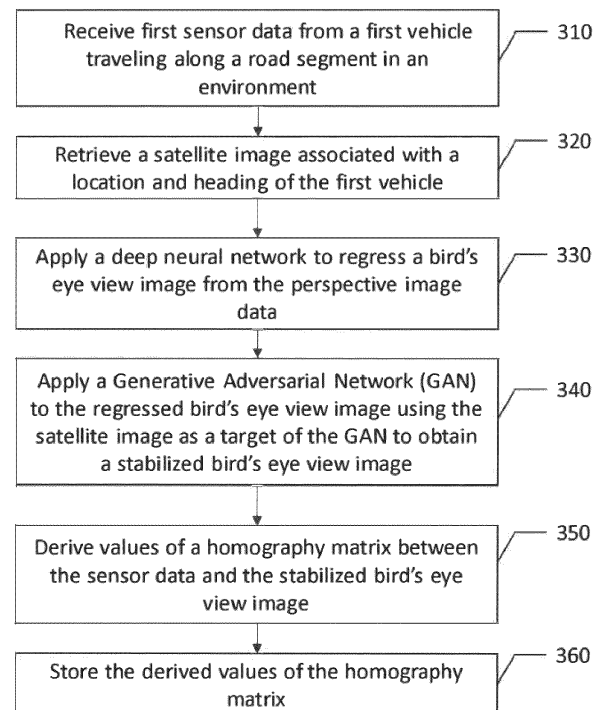 Receive first sensor data from a first vehicle
traveling along a road segment in an
environment
310
Retrieve a satellite image associated with a
location and heading of the first vehicle
320
Apply a deep neural network to regress a bird's
eye view image from the perspective image
data
330
Apply a Generative Adversarial Network (GAN)
to the regressed bird's eye view image using the
satellite image as a target of the GAN to obtain
a stabilized bird's eye view image
340
Derive values of a homography matrix between
the sensor data and the stabilized bird's eye
view image
350
Store the derived values of the homography
matrix
360